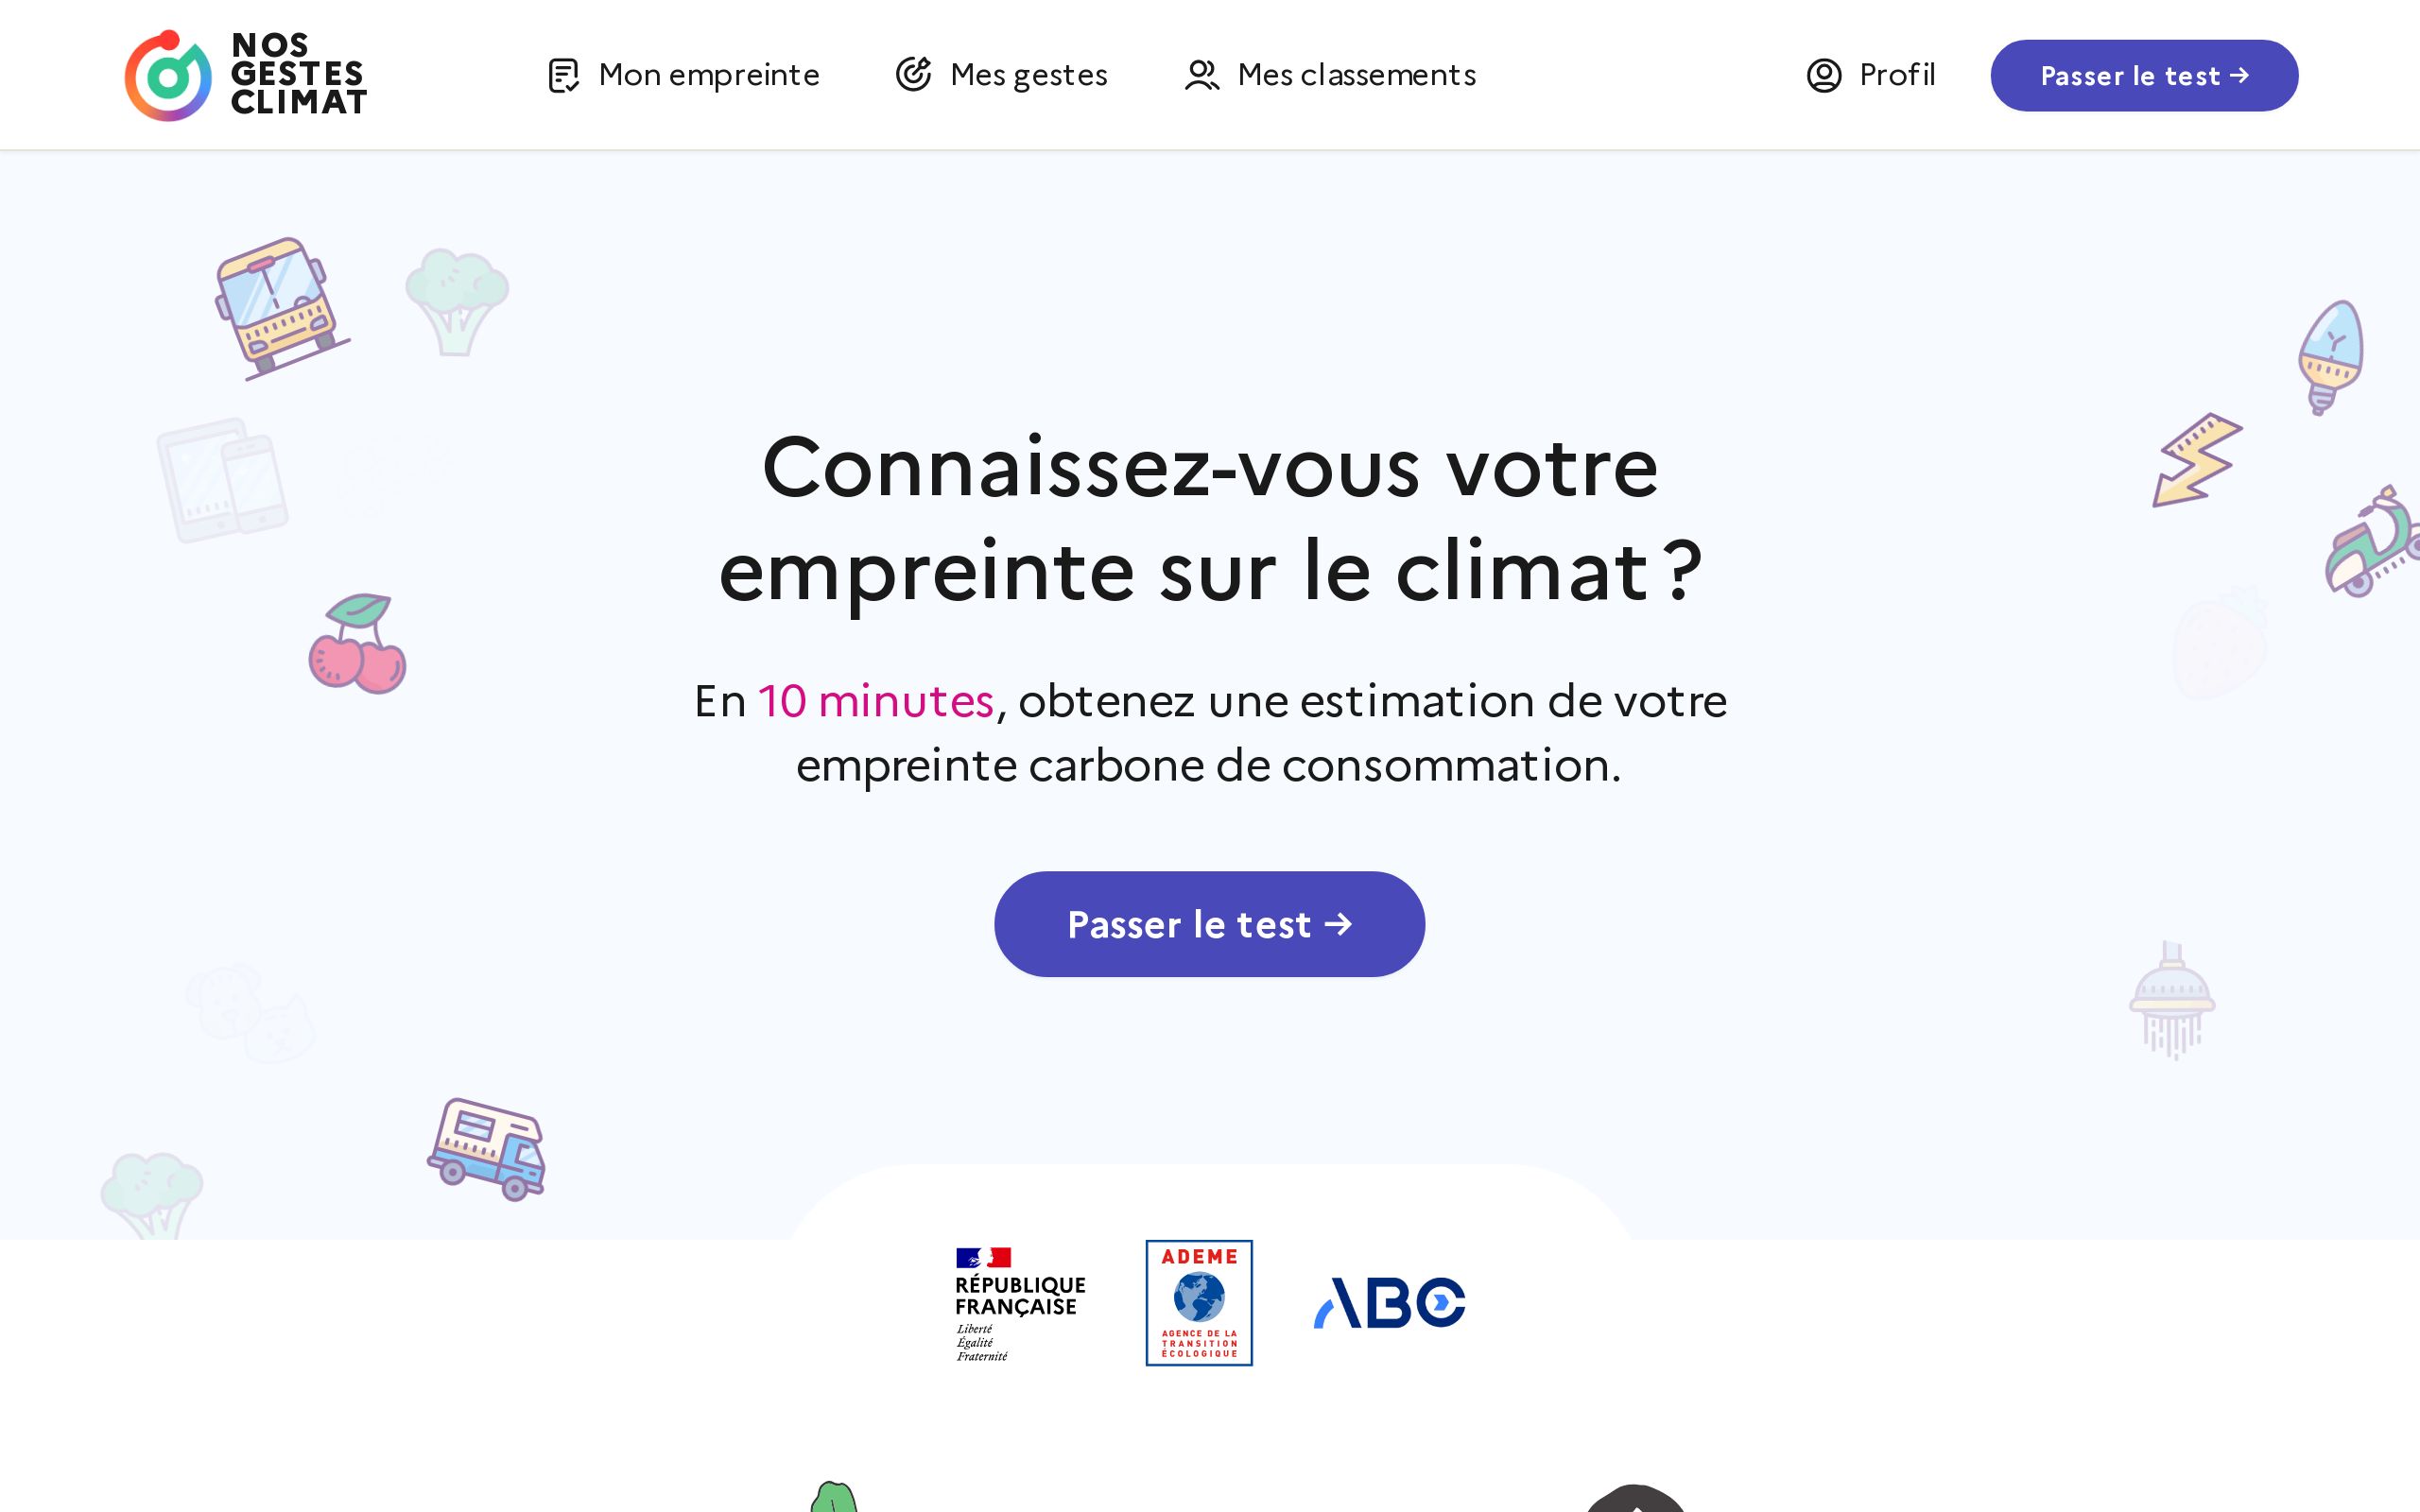 NOS
GESTES
CLIMAT
Mon empreinte
Mes gestes
Mes classements
Profil
Passer le test →
Connaissez-vous votre
empreinte sur le climat ?
En 10 minutes, obtenez une estimation de votre
empreinte carbone de consommation.
Passer le test →
RÉPUBLIQUE
FRANÇAISE
Liberté
Égalité
Fraternité
ADEME
AGENCE DE LA
TRANSITION
ÉCOLOGIQUE
ABC